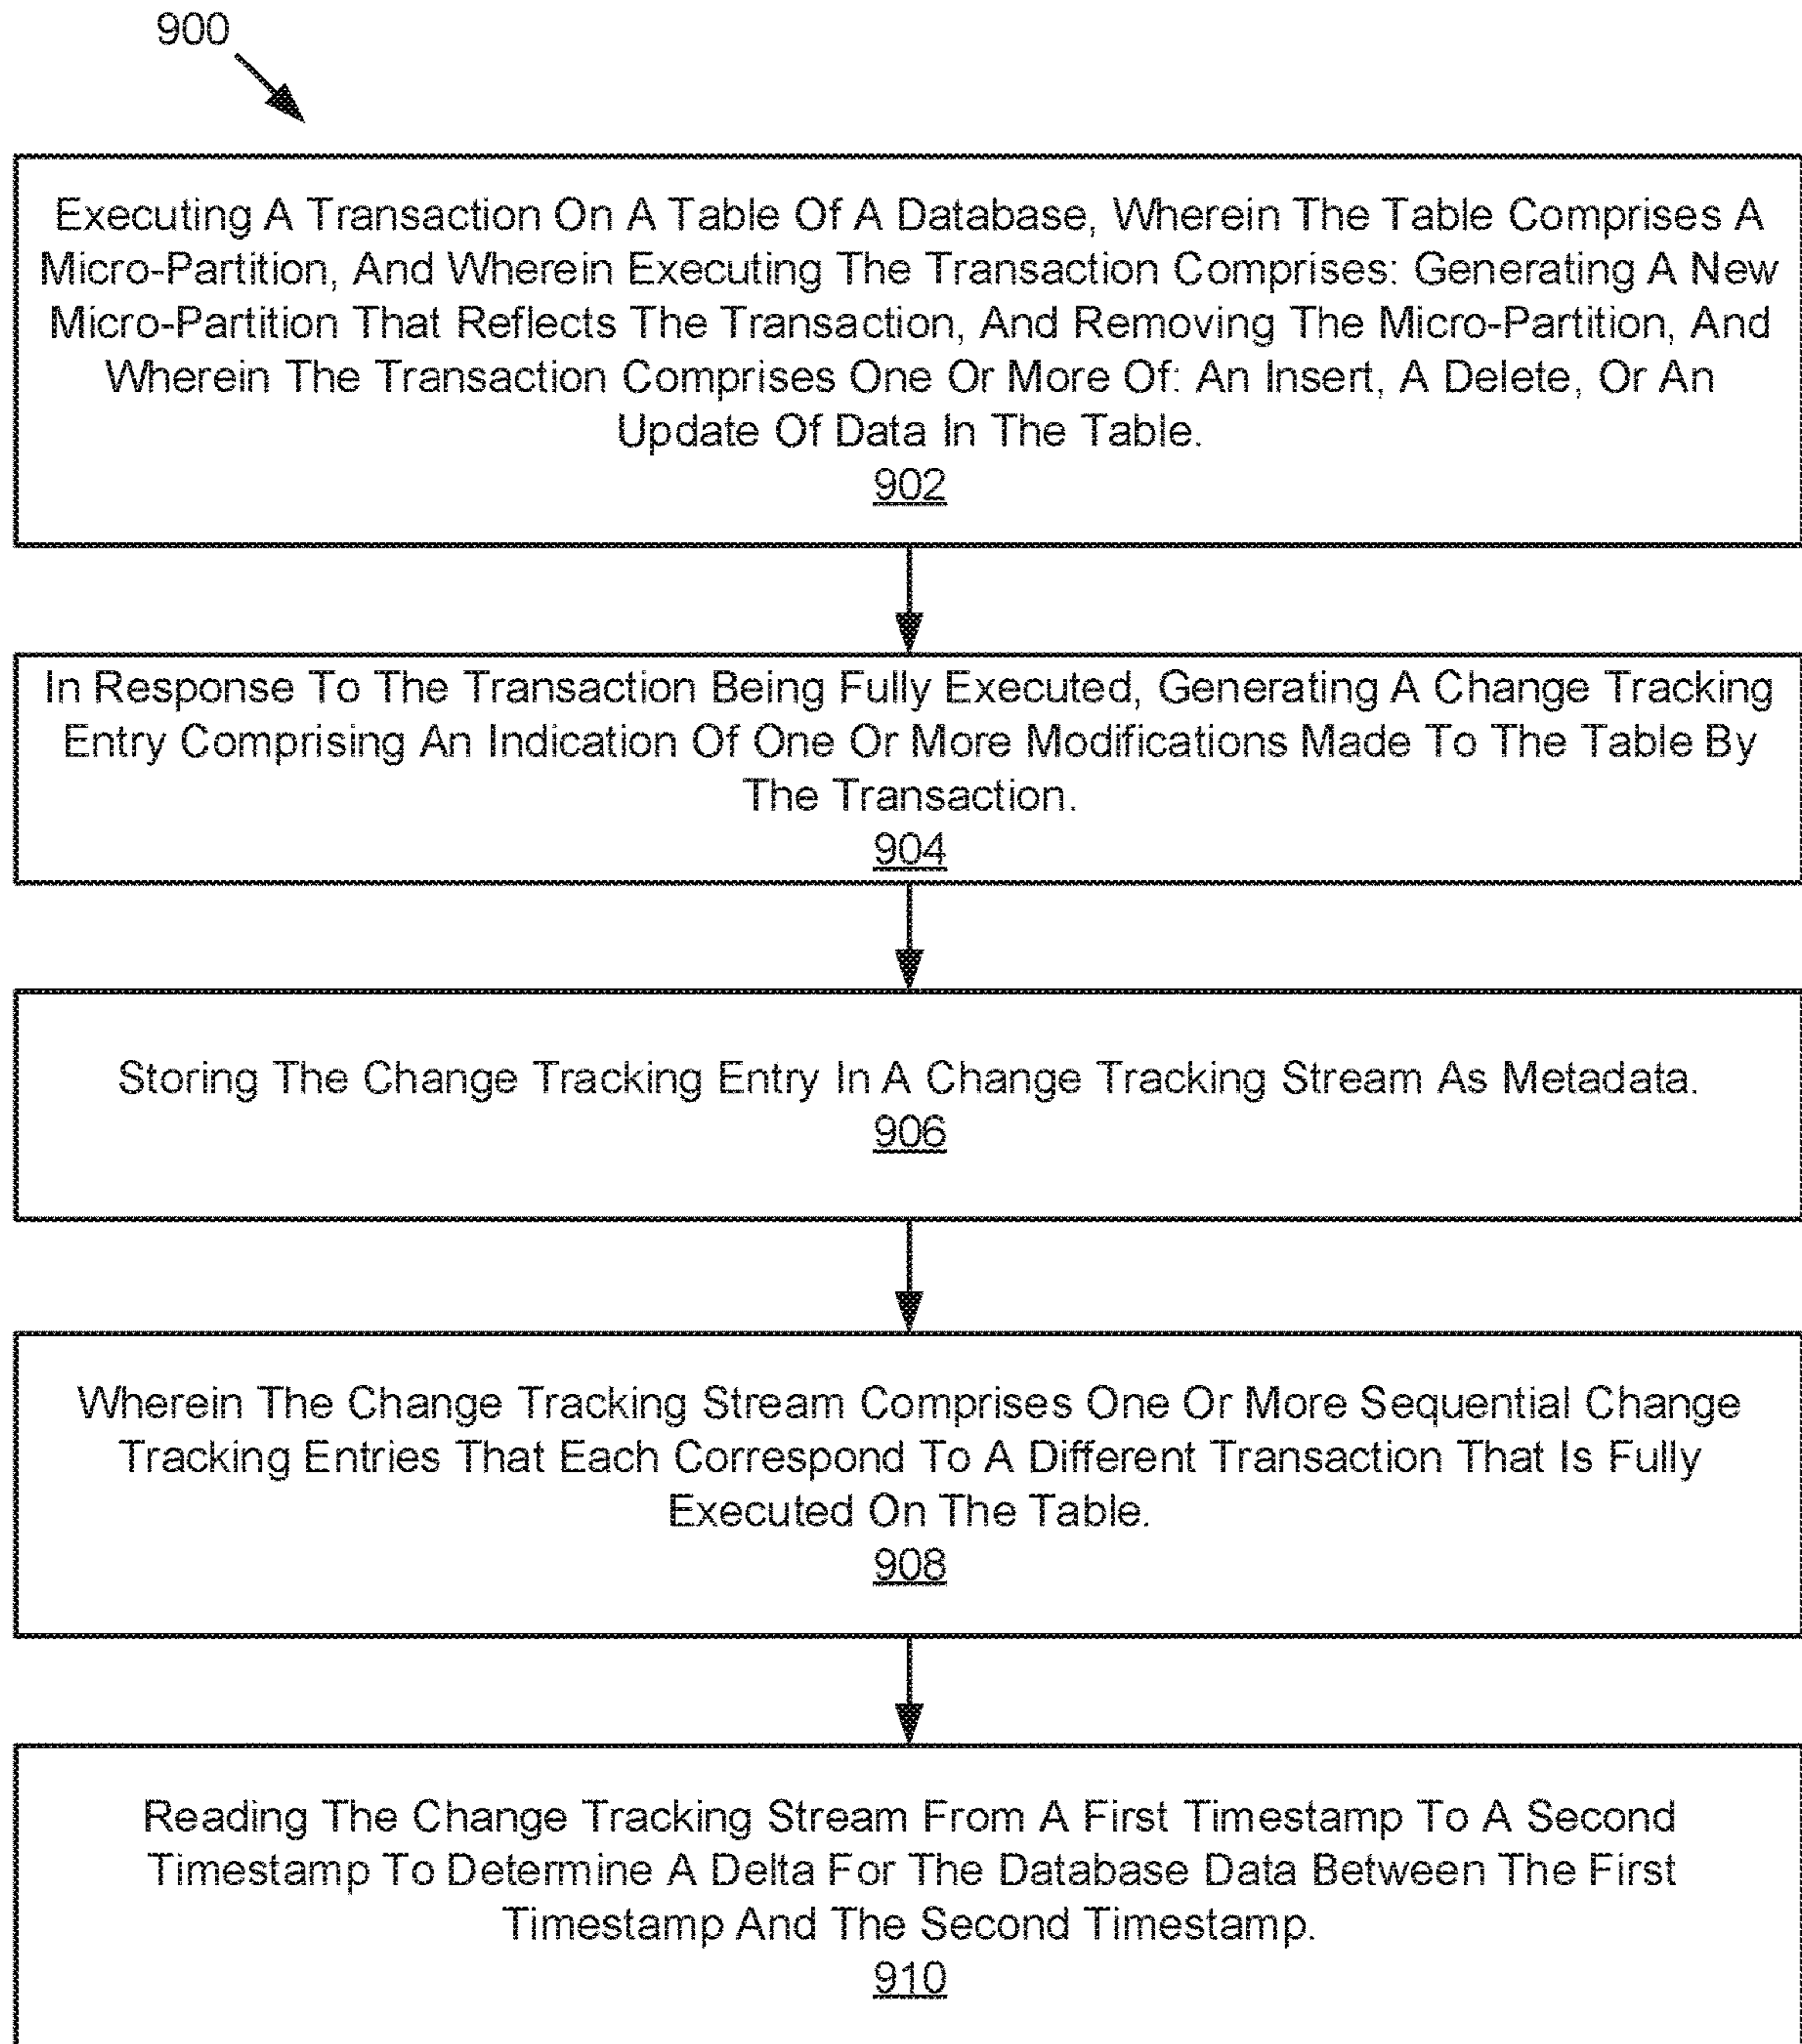 900
Executing A Transaction On A Table Of A Database, Wherein The Table Comprises A
Micro-Partition, And Wherein Executing The Transaction Comprises: Generating A New
Micro-Partition That Reflects The Transaction, And Removing The Micro-Partition, And
Wherein The Transaction Comprises One Or More Of: An Insert, A Delete, Or An
Update Of Data In The Table.
902
In Response To The Transaction Being Fully Executed, Generating A Change Tracking
Entry Comprising An Indication Of One Or More Modifications Made To The Table By
The Transaction.
904
Storing The Change Tracking Entry In A Change Tracking Stream As Metadata.
906
Wherein The Change Tracking Stream Comprises One Or More Sequential Change
Tracking Entries That Each Correspond To A Different Transaction That Is Fully
Executed On The Table.
908
Reading The Change Tracking Stream From A First Timestamp To A Second
Timestamp To Determine A Delta For The Database Data Between The First
Timestamp And The Second Timestamp.
910